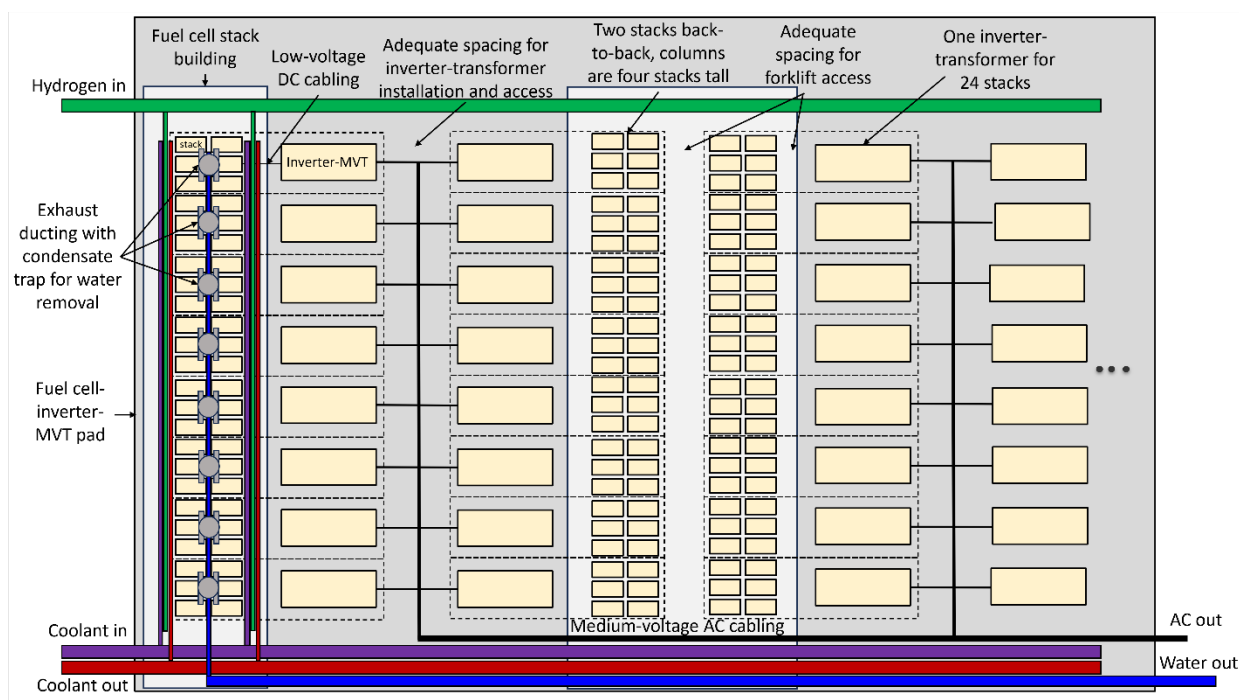 Fuel cell stack
building
Low-voltage
DC cabling
Adequate spacing for
inverter-transformer
installation and access
Two stacks back-
to-back, columns
are four stacks tall
Adequate
spacing for
forklift access
One inverter-
transformer for
24 stacks
Hydrogen in
stack
Inverter-MVT
Exhaust
ducting with
condensate
trap for water
removal
Fuel cell-
inverter-
MVT pad
...
Medium-voltage AC cabling
Coolant in
AC out
Water out
Coolant out